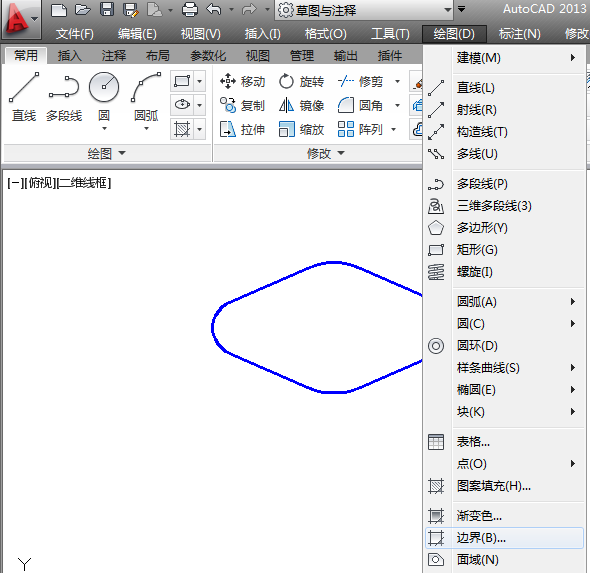 草图与注释
AutoCAD 2013
文件(F) 编辑(E) 视图(V) 插入(I) 格式(O) 工具(T) 绘图(D) 标注(N) 修改
常用 插入 注释 布局 参数化 视图 管理 输出 插件
直线 多段线 圆 圆弧
移动 旋转 修剪
复制 镜像 圆角
拉伸 缩放 阵列
绘图 修改
[−][俯视][二维线框]
Y
建模(M)
直线(L)
射线(R)
构造线(T)
多线(U)
多段线(P)
三维多段线(3)
多边形(Y)
矩形(G)
螺旋(I)
圆弧(A)
圆(C)
圆环(D)
样条曲线(S)
椭圆(E)
块(K)
表格...
点(O)
图案填充(H)...
渐变色...
边界(B)...
面域(N)